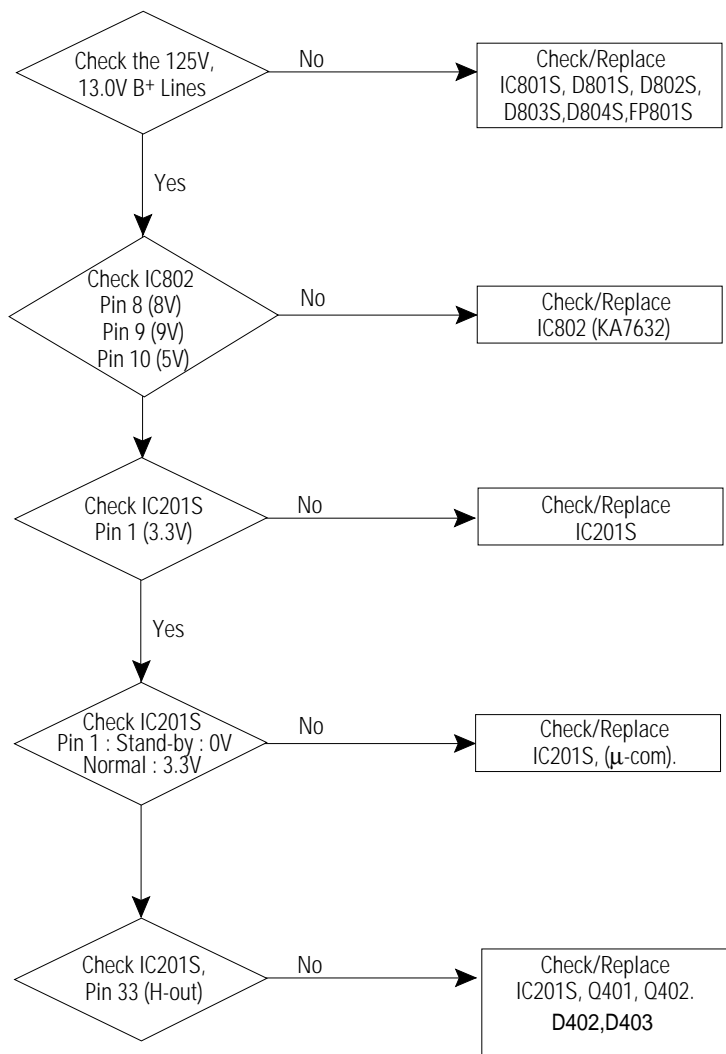 Check the 125V,
13.0V B+ Lines
No
Check/Replace
IC801S, D801S, D802S,
D803S,D804S,FP801S
Yes
Check IC802
Pin 8 (8V)
Pin 9 (9V)
Pin 10 (5V)
No
Check/Replace
IC802 (KA7632)
Check IC201S
Pin 1 (3.3V)
No
Check/Replace
IC201S
Yes
Check IC201S
Pin 1 : Stand-by : 0V
Normal : 3.3V
No
Check/Replace
IC201S, (μ-com).
Check IC201S,
Pin 33 (H-out)
No
Check/Replace
IC201S, Q401, Q402.
D402,D403